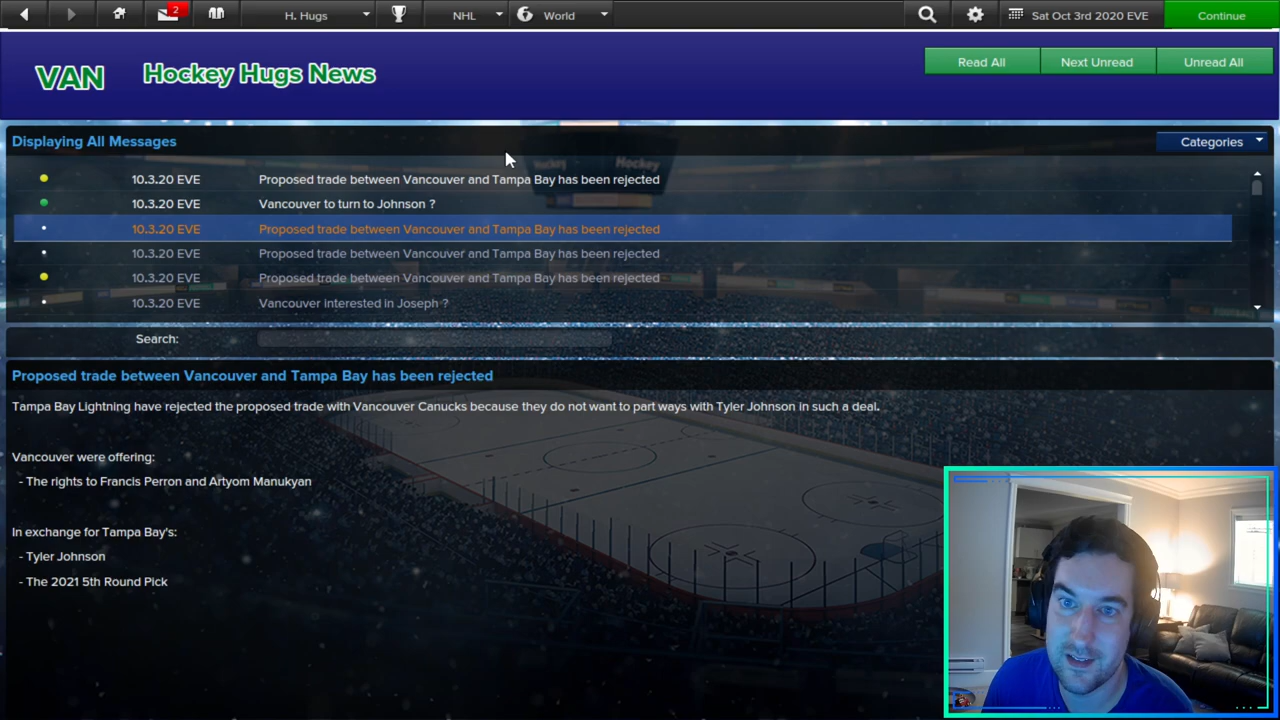 2
H. Hugs
NHL
World
Sat Oct 3rd 2020 EVE
Continue
VAN
Hockey Hugs News
Read All
Next Unread
Unread All
Displaying All Messages
Categories
10.3.20 EVE Proposed trade between Vancouver and Tampa Bay has been rejected
10.3.20 EVE Vancouver to turn to Johnson ?
10.3.20 EVE Proposed trade between Vancouver and Tampa Bay has been rejected
10.3.20 EVE Proposed trade between Vancouver and Tampa Bay has been rejected
10.3.20 EVE Proposed trade between Vancouver and Tampa Bay has been rejected
10.3.20 EVE Vancouver interested in Joseph ?
Search:
Proposed trade between Vancouver and Tampa Bay has been rejected
Tampa Bay Lightning have rejected the proposed trade with Vancouver Canucks because they do not want to part ways with Tyler Johnson in such a deal.
Vancouver were offering:
- The rights to Francis Perron and Artyom Manukyan
In exchange for Tampa Bay's:
- Tyler Johnson
- The 2021 5th Round Pick